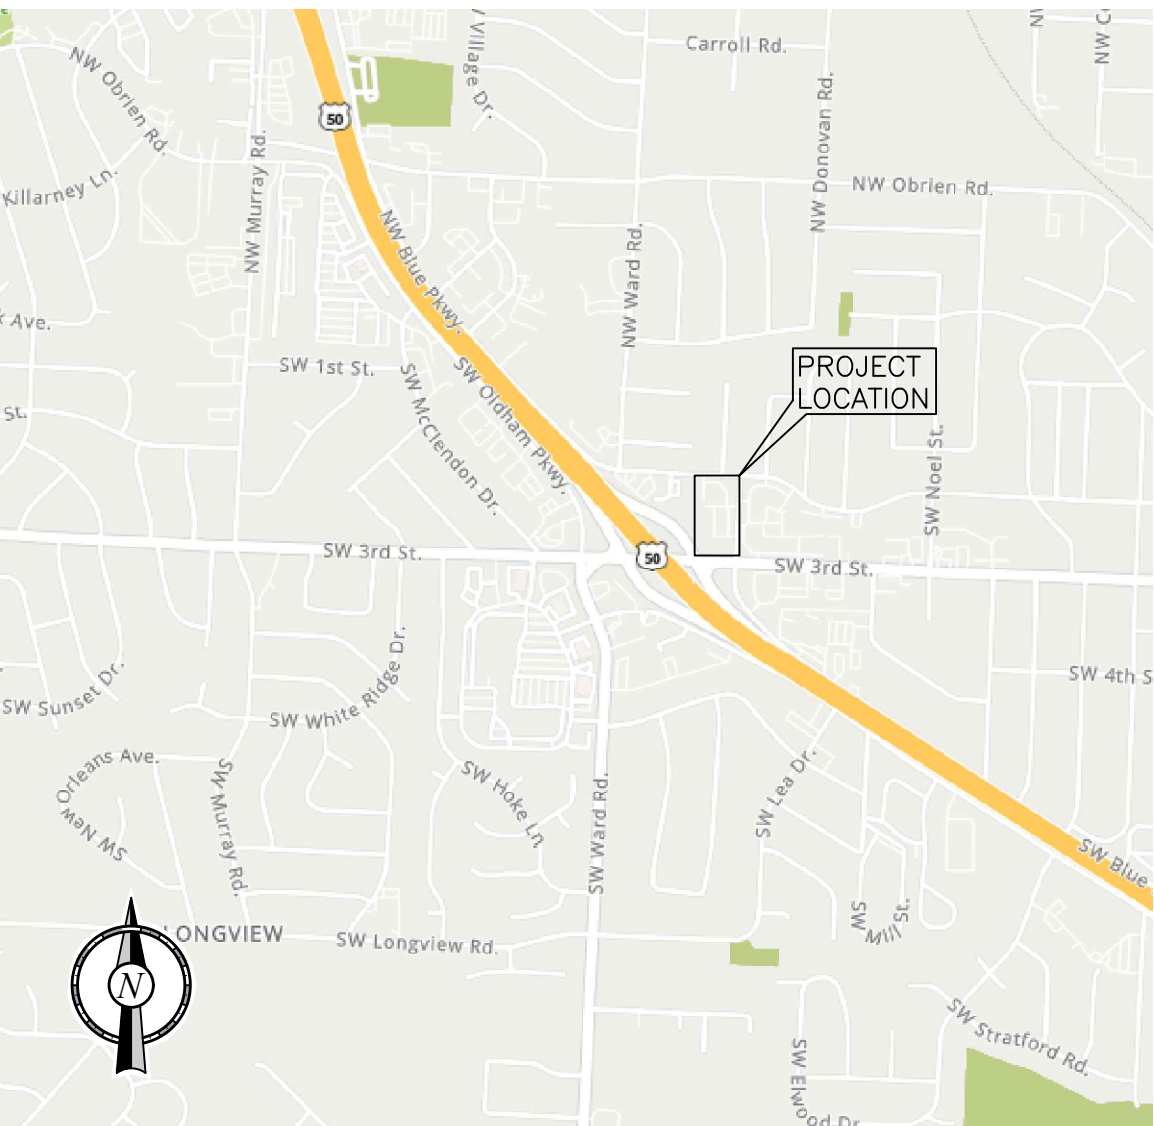 Village Dr.
Carroll Rd.
NW Obrien Rd.
50
NW Donovan Rd.
NW Murray Rd.
Killarney Ln.
NW Obrien Rd.
NW Blue Pkwy.
NW Ward Rd.
Ave.
SW 1st St.
SW Oldham Pkwy.
PROJECT
LOCATION
St.
SW McClendon Dr.
SW Noel St.
SW 3rd St.
50
SW 3rd St.
SW Sunset Dr.
SW White Ridge Dr.
SW 4th S
SW New Orleans Ave.
SW Murray Rd.
SW Hoke Ln
SW Ward Rd.
SW Lea Dr.
SW Blue
SW Mill St.
LONGVIEW
SW Longview Rd.
N
SW Stratford Rd.
SW Elwood Dr